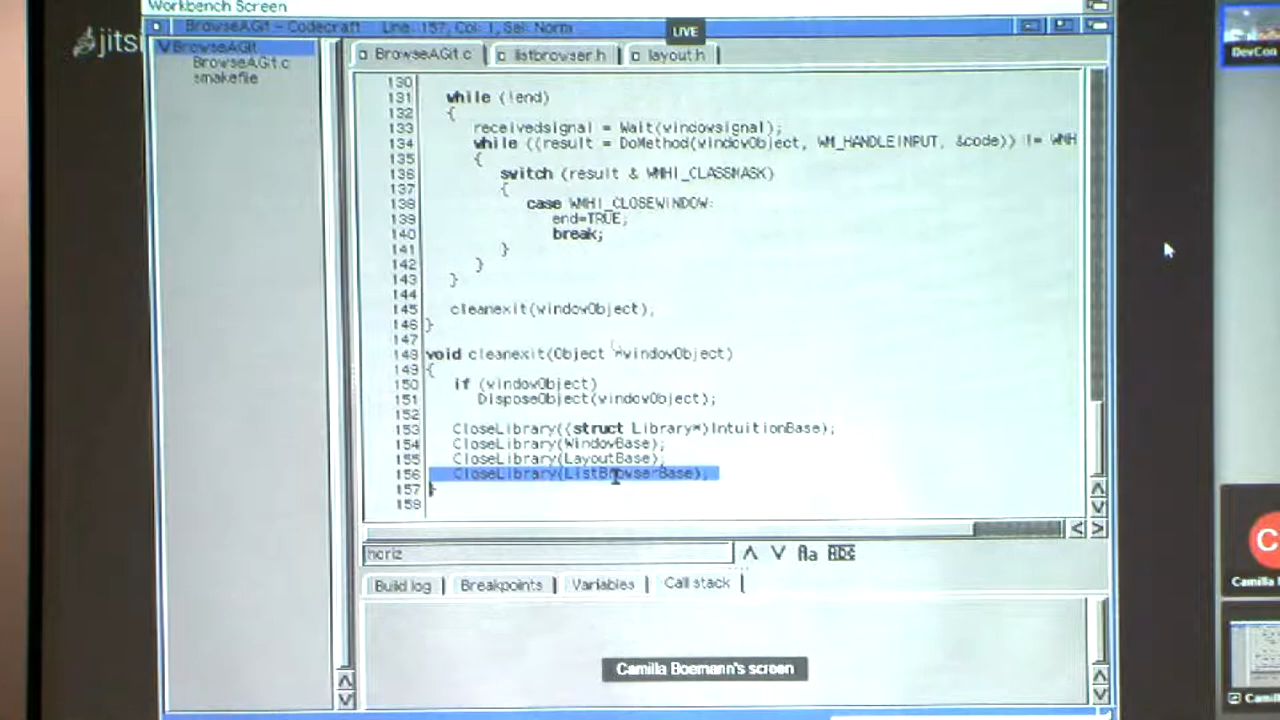 Workbench Screen
BrowseAGit - Codecraft Line: 157, Col: 1, Sel: Norm
LIVE
jitsi
DevCon
BrowseAGit
BrowseAGit.c
smakefile
BrowseAGit.c
listbrowser.h
layout.h
130
131 while (!end)
132 {
133 receivedsignal = Wait(windowsignal);
134 while ((result = DoMethod(windowObject, WM_HANDLEINPUT, &code)) != WMH
135 {
136 switch (result & WMHI_CLASSMASK)
137 {
138 case WMHI_CLOSEWINDOW:
139 end=TRUE;
140 break;
141 }
142 }
143 }
144
145 cleanexit(windowObject);
146 }
147
148 void cleanexit(Object *windowObject)
149 {
150 if (windowObject)
151 DisposeObject(windowObject);
152
153 CloseLibrary((struct Library*)IntuitionBase);
154 CloseLibrary(WindowBase);
155 CloseLibrary(LayoutBase);
156 CloseLibrary(ListBrowserBase);
157 }
158
horiz
Aa ABC
Build log
Breakpoints
Variables
Call stack
Camilla Boemann's screen
C
Camilla
Camil